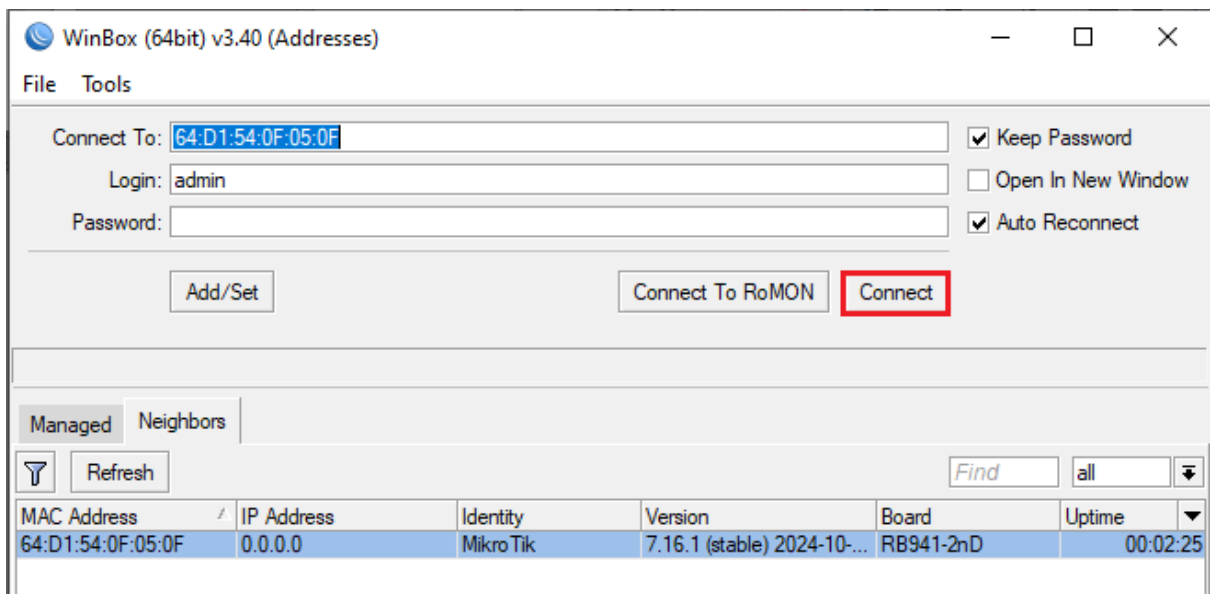 WinBox (64bit) v3.40 (Addresses)
File Tools
Connect To: 64:D1:54:0F:05:0F
Keep Password
Login: admin
Open In New Window
Password:
Auto Reconnect
Add/Set Connect To RoMON Connect
Managed Neighbors
Refresh Find all
MAC Address IP Address Identity Version Board Uptime
64:D1:54:0F:05:0F 0.0.0.0 MikroTik 7.16.1 (stable) 2024-10-... RB941-2nD 00:02:25